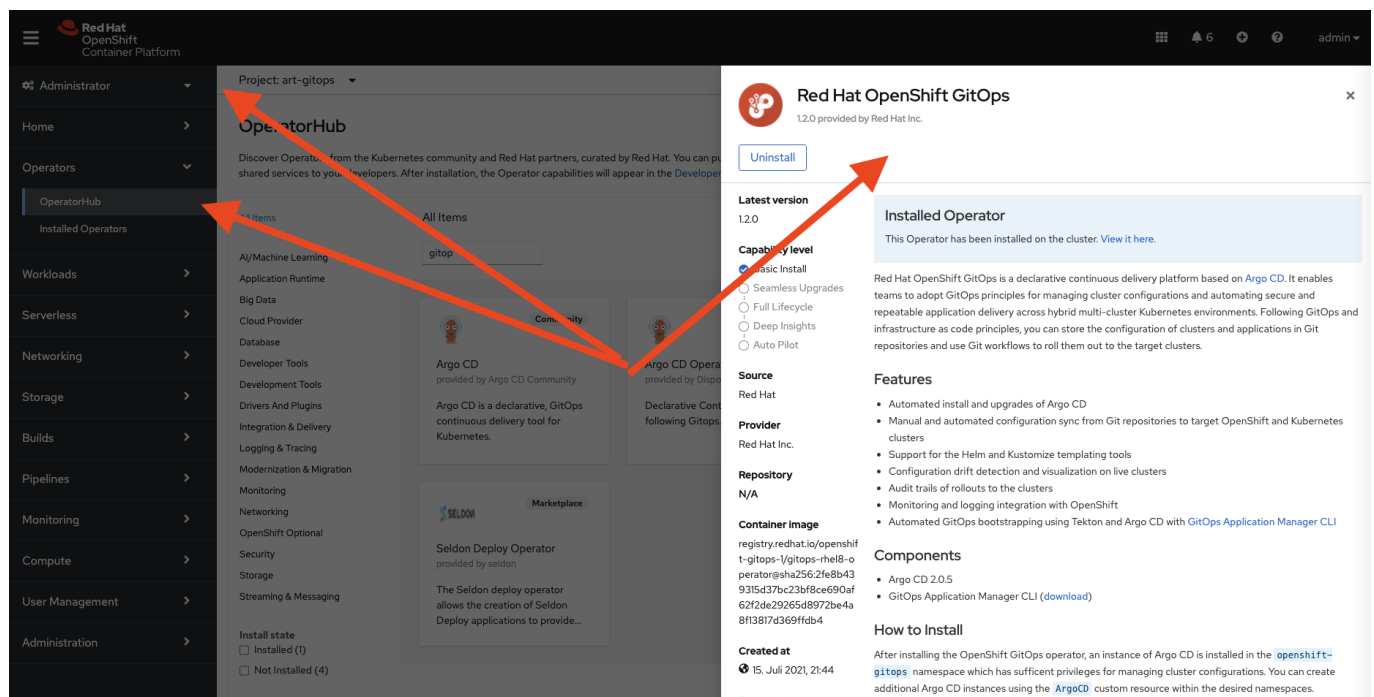 Red Hat
OpenShift
Container Platform
6
admin
Administrator
Home
Operators
OperatorHub
Installed Operators
Workloads
Serverless
Networking
Storage
Builds
Pipelines
Monitoring
Compute
User Management
Administration
Project: art-gitops
OperatorHub
Discover Operators from the Kubernetes community and Red Hat partners, curated by Red Hat. You can pu
shared services to your developers. After installation, the Operator capabilities will appear in the Developer
All Items
AI/Machine Learning
Application Runtime
Big Data
Cloud Provider
Database
Developer Tools
Development Tools
Drivers And Plugins
Integration & Delivery
Logging & Tracing
Modernization & Migration
Monitoring
Networking
OpenShift Optional
Security
Storage
Streaming & Messaging
Install state
Installed (1)
Not Installed (4)
All Items
gitop
Community
Argo CD
provided by Argo CD Community
Argo CD is a declarative, GitOps
continuous delivery tool for
Kubernetes.
Argo CD Opera
provided by Dispo
Declarative Cont
following Gitops.
Marketplace
SELDON
Seldon Deploy Operator
provided by seldon
The Seldon deploy operator
allows the creation of Seldon
Deploy applications to provide...
Red Hat OpenShift GitOps
1.2.0 provided by Red Hat Inc.
Uninstall
Latest version
1.2.0
Capability level
Basic Install
Seamless Upgrades
Full Lifecycle
Deep Insights
Auto Pilot
Source
Red Hat
Provider
Red Hat Inc.
Repository
N/A
Container image
registry.redhat.io/openshif
t-gitops-1/gitops-rhel8-o
perator@sha256:2fe8b43
9315d37bc23bf8ce690af
62f2de29265d8972be4a
8f13817d369ffdb4
Created at
15. Juli 2021, 21:44
Installed Operator
This Operator has been installed on the cluster. View it here.
Red Hat OpenShift GitOps is a declarative continuous delivery platform based on Argo CD. It enables
teams to adopt GitOps principles for managing cluster configurations and automating secure and
repeatable application delivery across hybrid multi-cluster Kubernetes environments. Following GitOps and
infrastructure as code principles, you can store the configuration of clusters and applications in Git
repositories and use Git workflows to roll them out to the target clusters.
Features
Automated install and upgrades of Argo CD
Manual and automated configuration sync from Git repositories to target OpenShift and Kubernetes
clusters
Support for the Helm and Kustomize templating tools
Configuration drift detection and visualization on live clusters
Audit trails of rollouts to the clusters
Monitoring and logging integration with OpenShift
Automated GitOps bootstrapping using Tekton and Argo CD with GitOps Application Manager CLI
Components
Argo CD 2.0.5
GitOps Application Manager CLI (download)
How to Install
After installing the OpenShift GitOps operator, an instance of Argo CD is installed in the openshift-
gitops namespace which has sufficent privileges for managing cluster configurations. You can create
additional Argo CD instances using the ArgoCD custom resource within the desired namespaces.